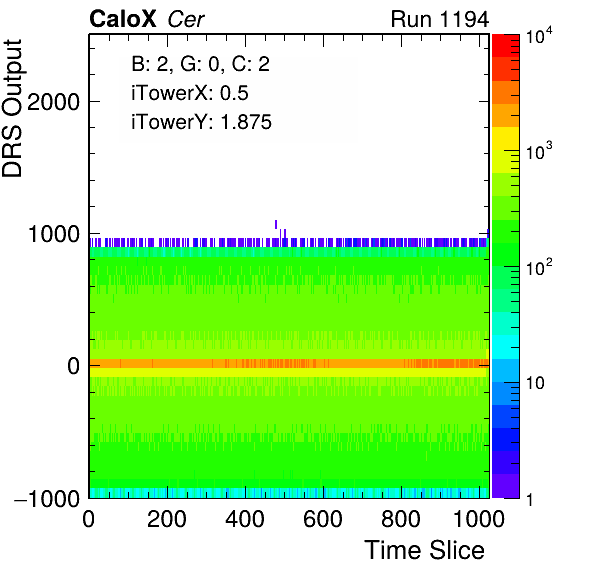 CaloX Cer Run 1194
B: 2, G: 0, C: 2
iTowerX: 0.5
iTowerY: 1.875
DRS Output
2000
1000
0
−1000
0 200 400 600 800 1000
Time Slice
10⁴
10³
10²
10
1